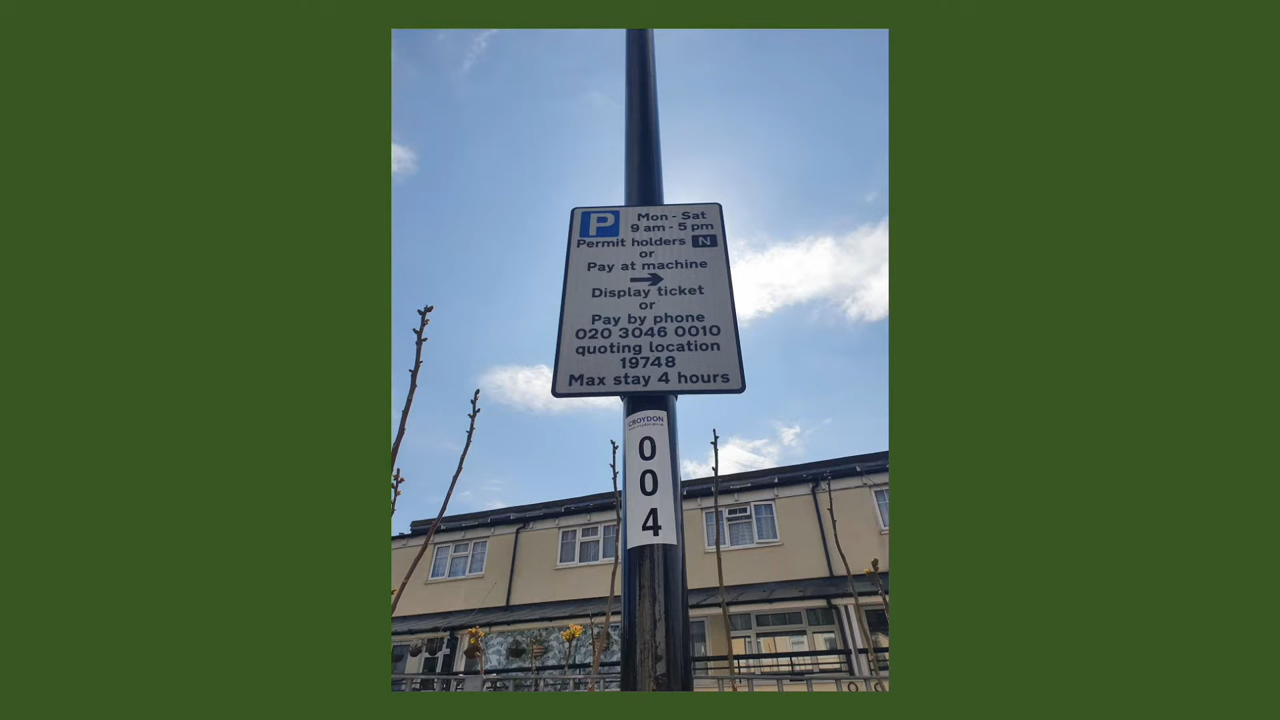 P Mon - Sat
9 am - 5 pm
Permit holders N
or
Pay at machine
→
Display ticket
or
Pay by phone
020 3046 0010
quoting location
19748
Max stay 4 hours
CROYDON
0
0
4